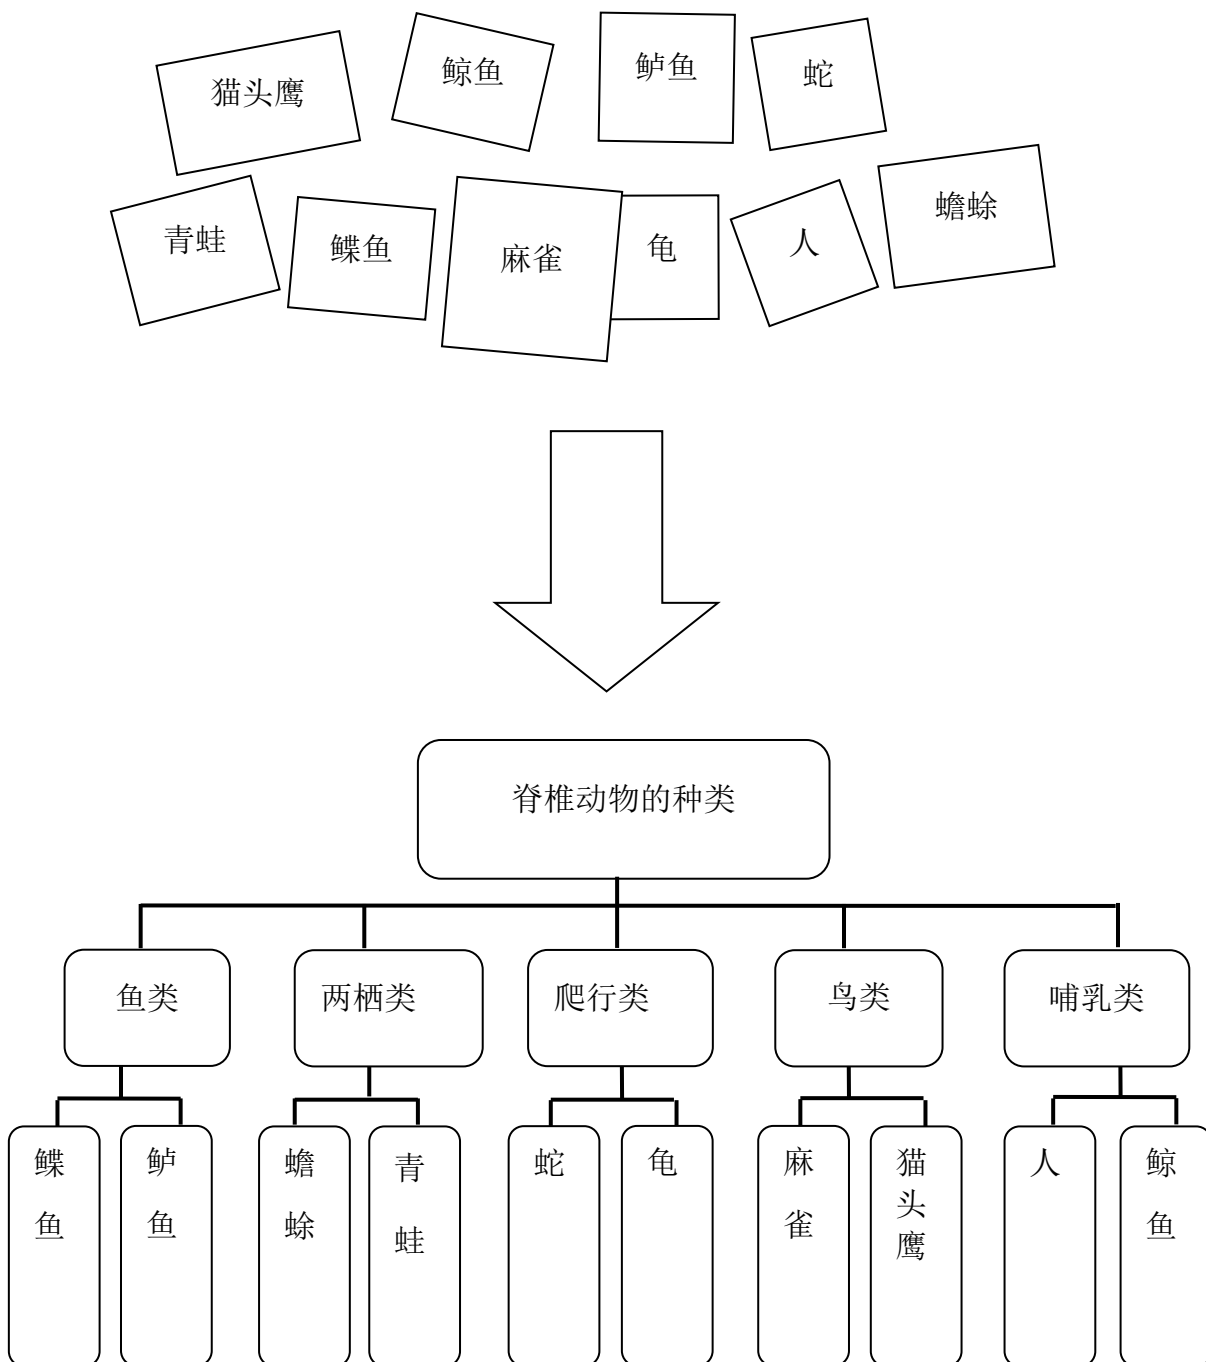 猫头鹰
鲸鱼
鲈鱼
蛇
青蛙
鲽鱼
麻雀
龟
人
蟾蜍
脊椎动物的种类
鱼类
两栖类
爬行类
鸟类
哺乳类
鲽鱼
鲈鱼
蟾蜍
青蛙
蛇
龟
麻雀
猫头鹰
人
鲸鱼